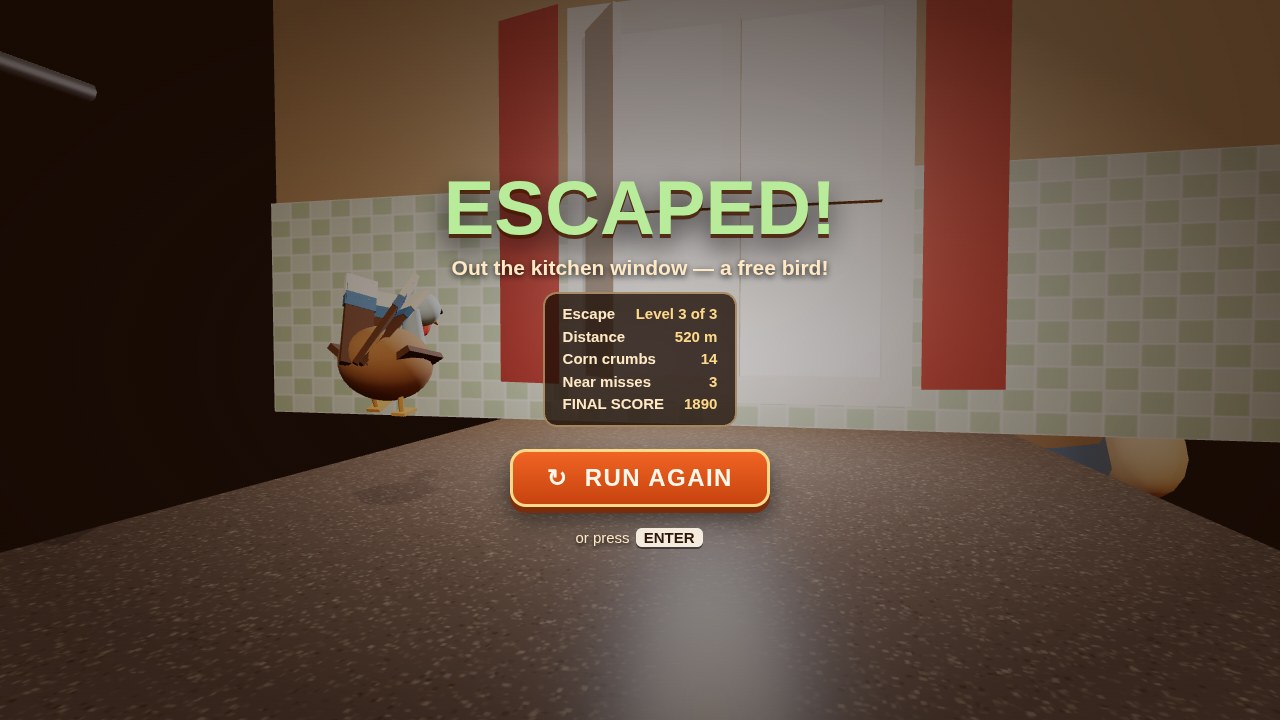 ESCAPED!
Out the kitchen window — a free bird!
Escape Level 3 of 3
Distance 520 m
Corn crumbs 14
Near misses 3
FINAL SCORE 1890
↻ RUN AGAIN
or press ENTER